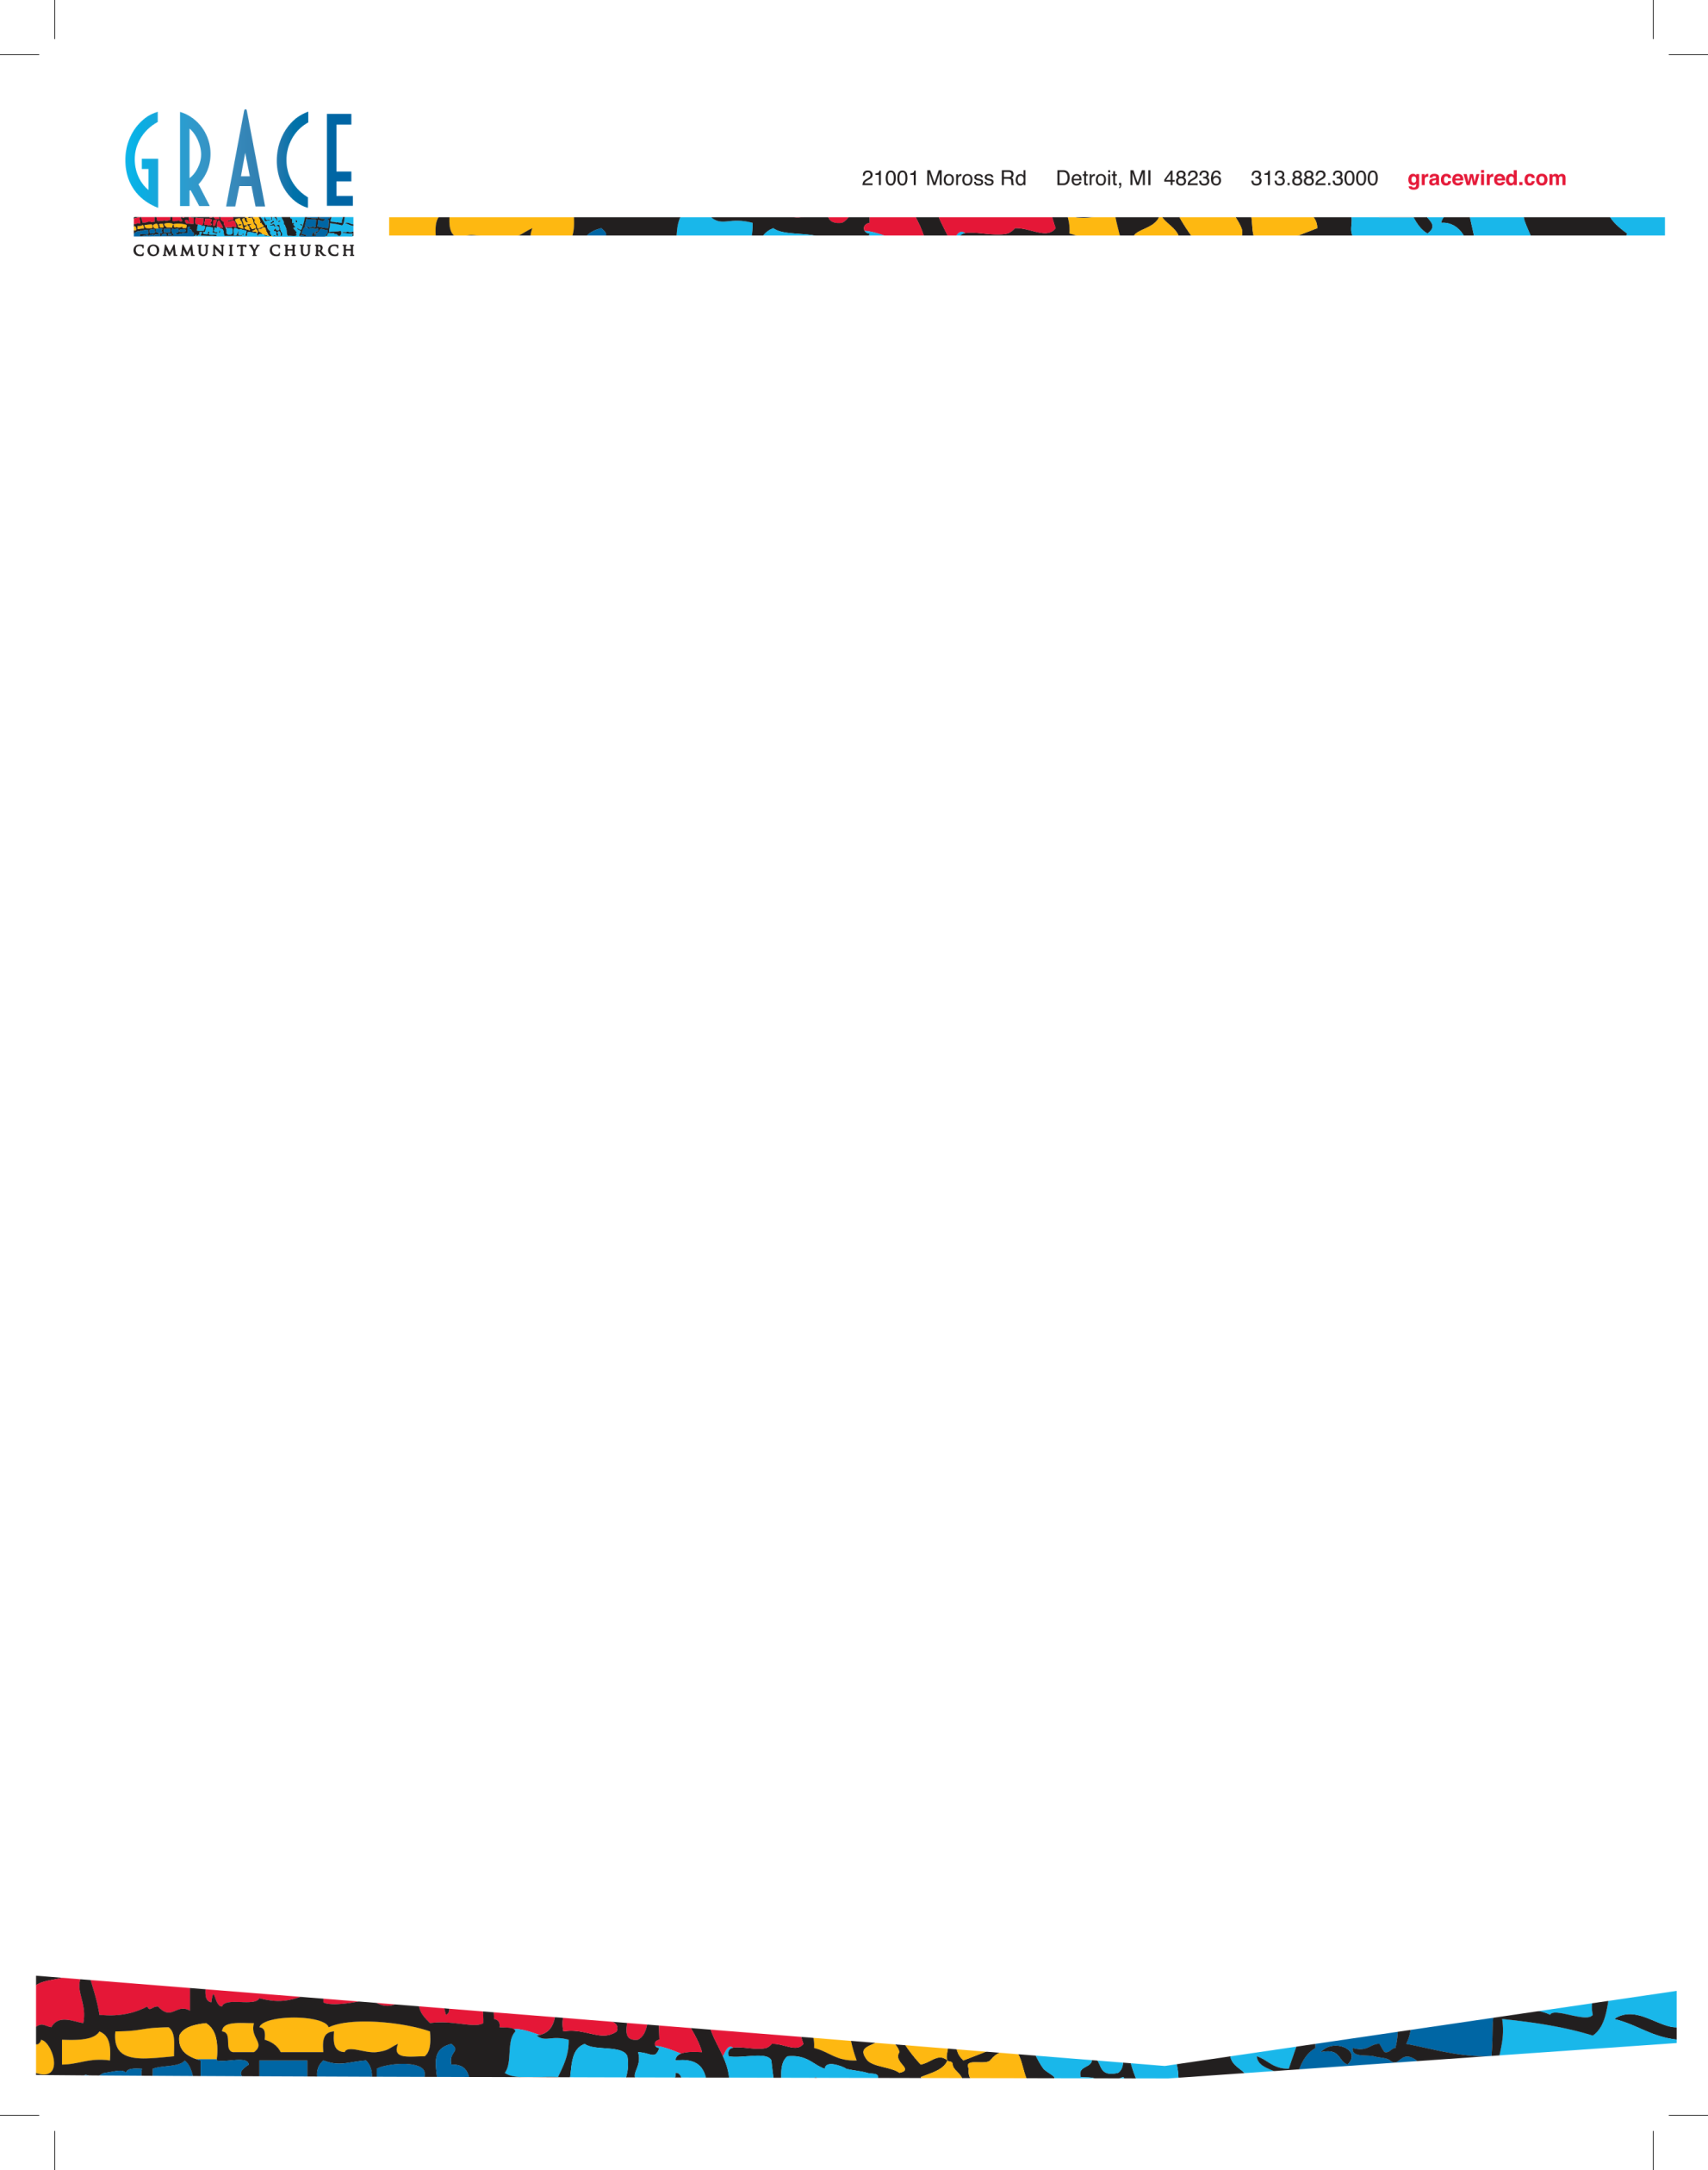 GRACE
COMMUNITY CHURCH
21001 Moross Rd Detroit, MI 48236 313.882.3000 gracewired.com